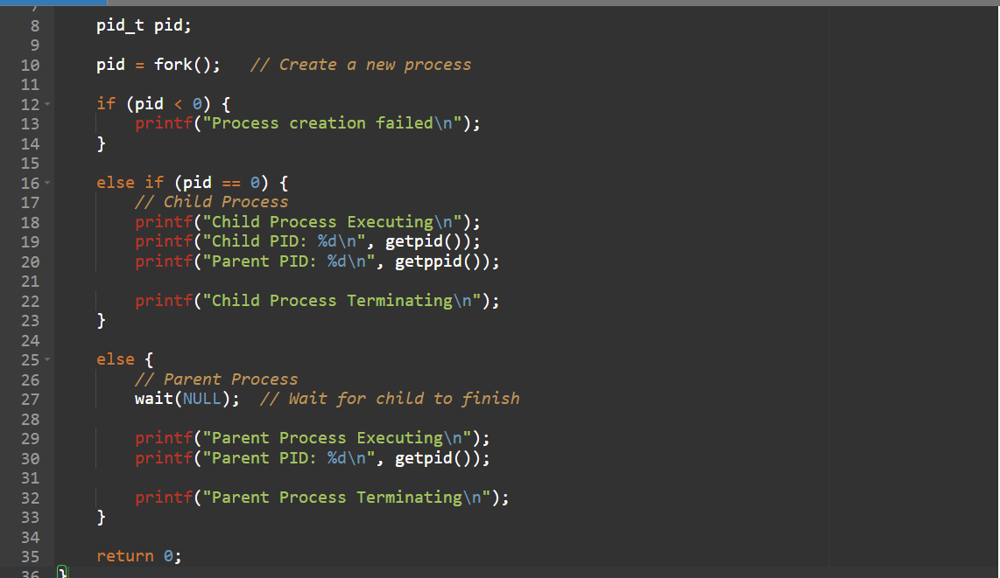 7
8 pid_t pid;
9
10 pid = fork(); // Create a new process
11
12 if (pid < 0) {
13 printf("Process creation failed\n");
14 }
15
16 else if (pid == 0) {
17 // Child Process
18 printf("Child Process Executing\n");
19 printf("Child PID: %d\n", getpid());
20 printf("Parent PID: %d\n", getppid());
21
22 printf("Child Process Terminating\n");
23 }
24
25 else {
26 // Parent Process
27 wait(NULL); // Wait for child to finish
28
29 printf("Parent Process Executing\n");
30 printf("Parent PID: %d\n", getpid());
31
32 printf("Parent Process Terminating\n");
33 }
34
35 return 0;
36 }